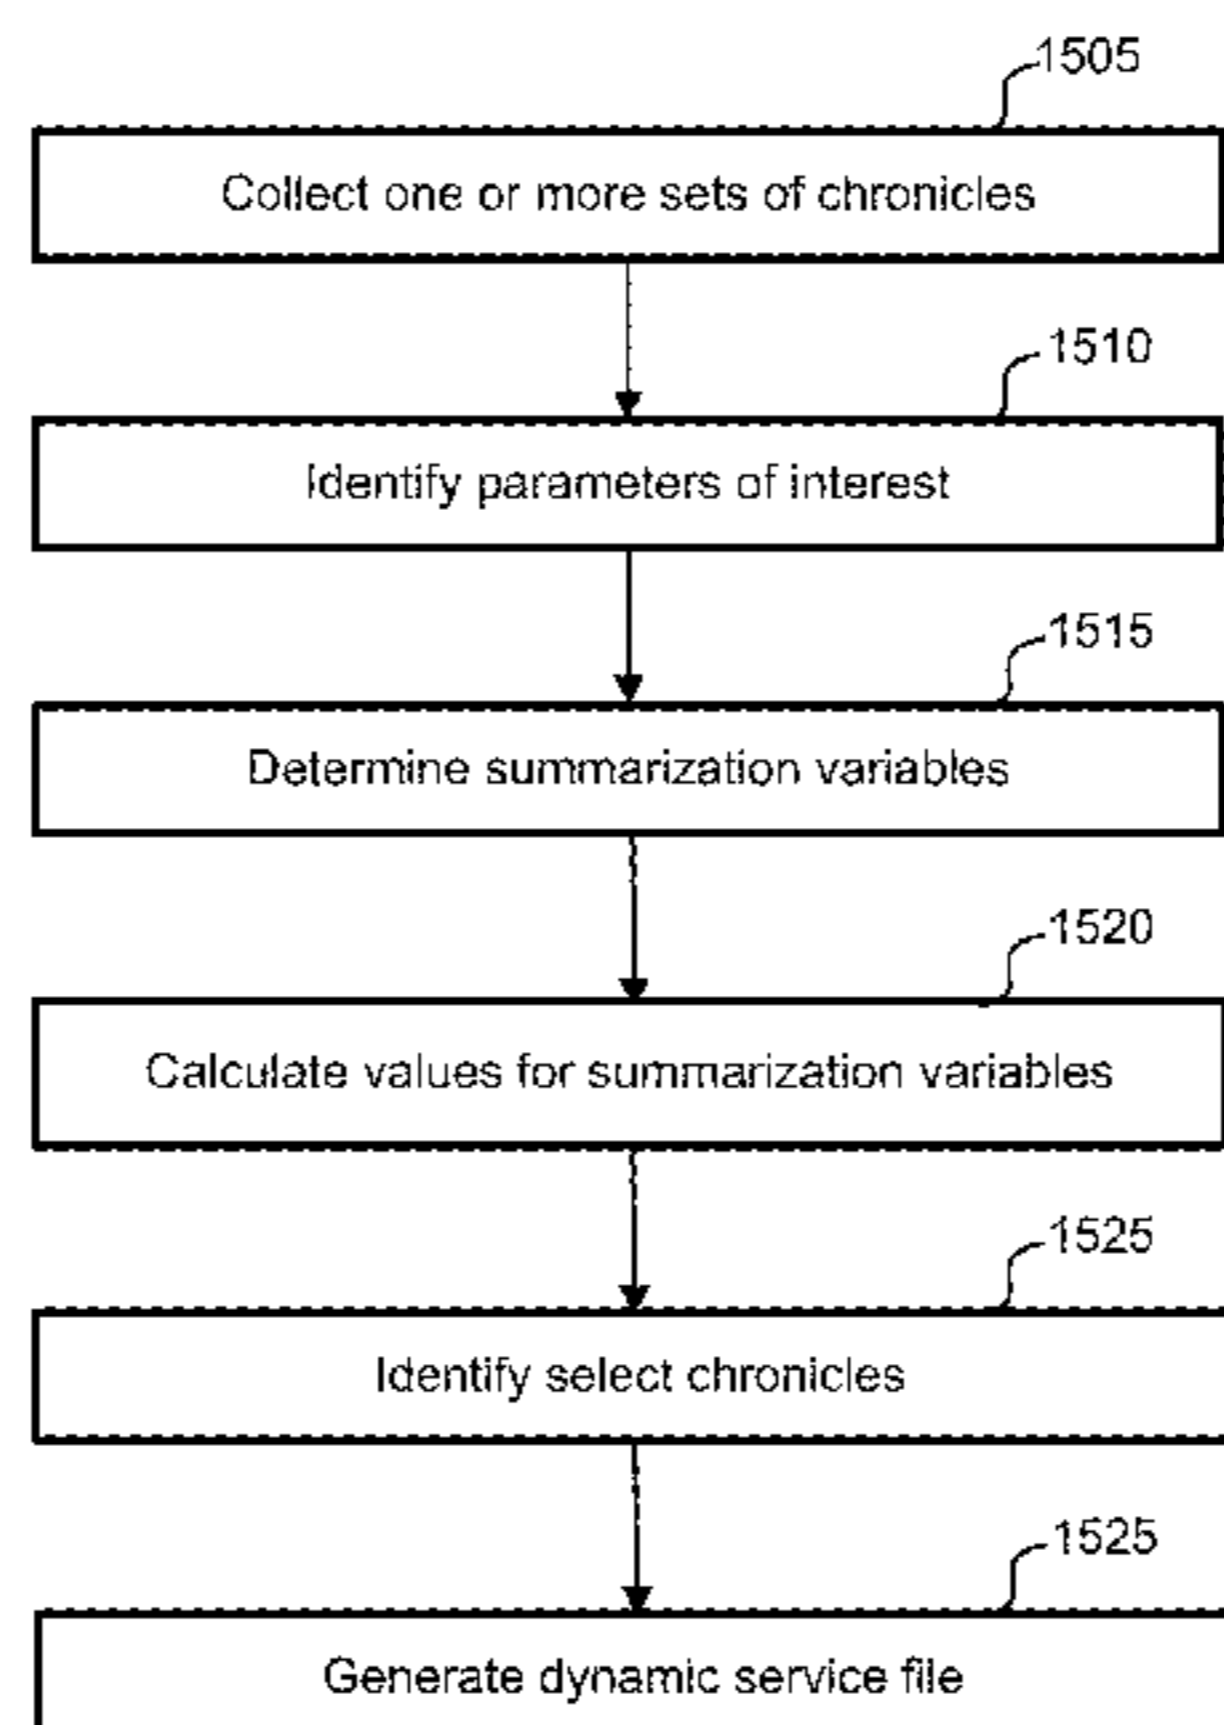 1505
Collect one or more sets of chronicles
1510
Identify parameters of interest
1515
Determine summarization variables
1520
Calculate values for summarization variables
1525
Identify select chronicles
1525
Generate dynamic service file